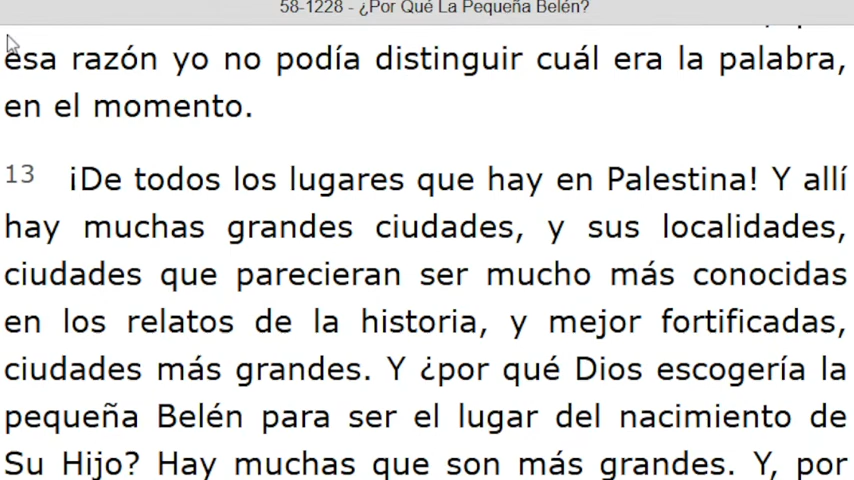 58-1228 - ¿Por Qué La Pequeña Belén?
esa razón yo no podía distinguir cuál era la palabra,
en el momento.
13 ¡De todos los lugares que hay en Palestina! Y allí
hay muchas grandes ciudades, y sus localidades,
ciudades que parecieran ser mucho más conocidas
en los relatos de la historia, y mejor fortificadas,
ciudades más grandes. Y ¿por qué Dios escogería la
pequeña Belén para ser el lugar del nacimiento de
Su Hijo? Hay muchas que son más grandes. Y, por